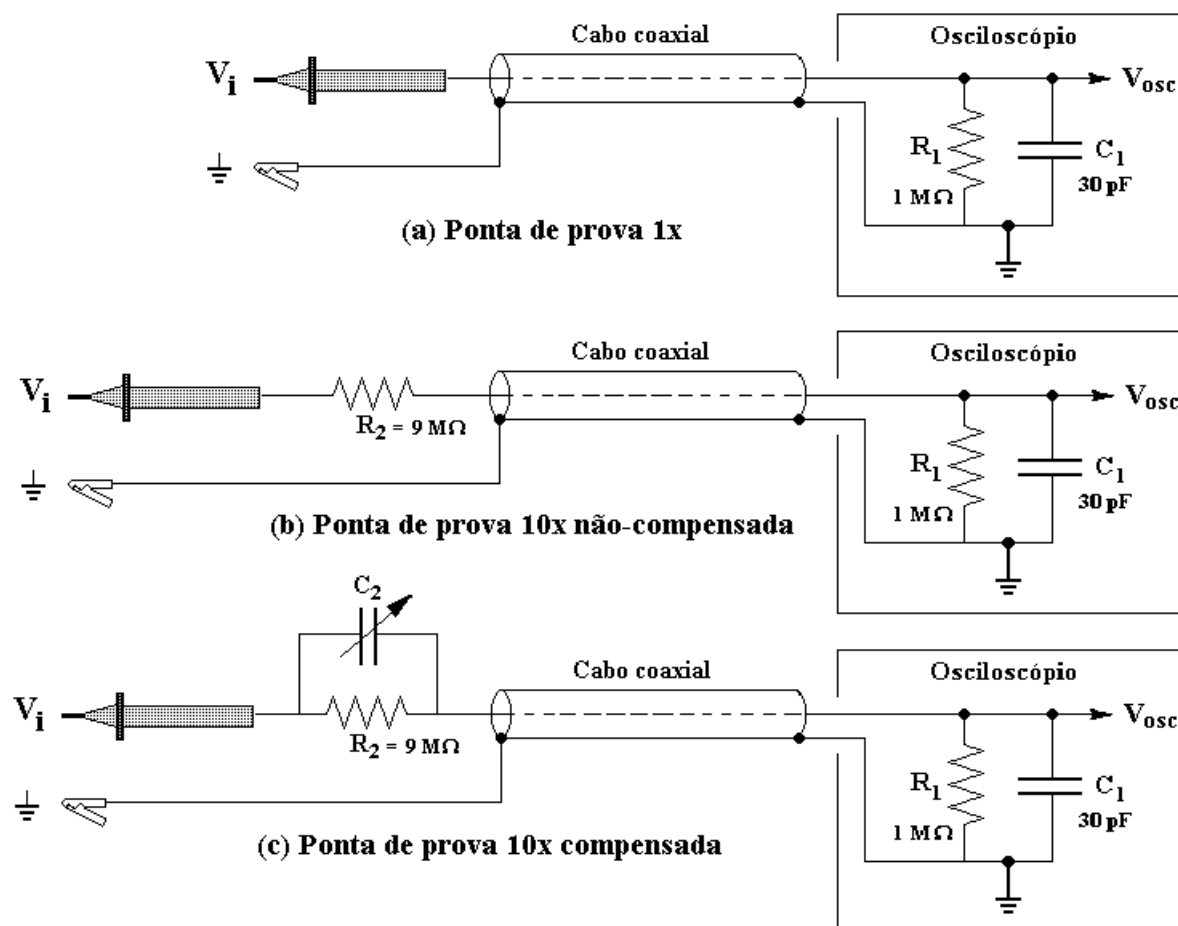 Cabo coaxial
Osciloscópio
Vi
Vosc
R1
1 MΩ
C1
30 pF
(a) Ponta de prova 1x
Cabo coaxial
Osciloscópio
Vi
R2 = 9 MΩ
Vosc
R1
1 MΩ
C1
30 pF
(b) Ponta de prova 10x não-compensada
C2
Cabo coaxial
Osciloscópio
Vi
R2 = 9 MΩ
Vosc
R1
1 MΩ
C1
30 pF
(c) Ponta de prova 10x compensada